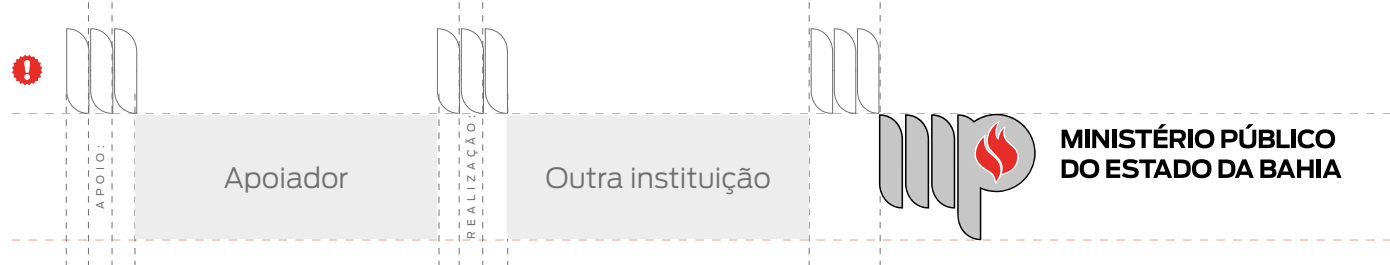 APOIO:
Apoiador
REALIZAÇÃO:
Outra instituição
MINISTÉRIO PÚBLICO
DO ESTADO DA BAHIA